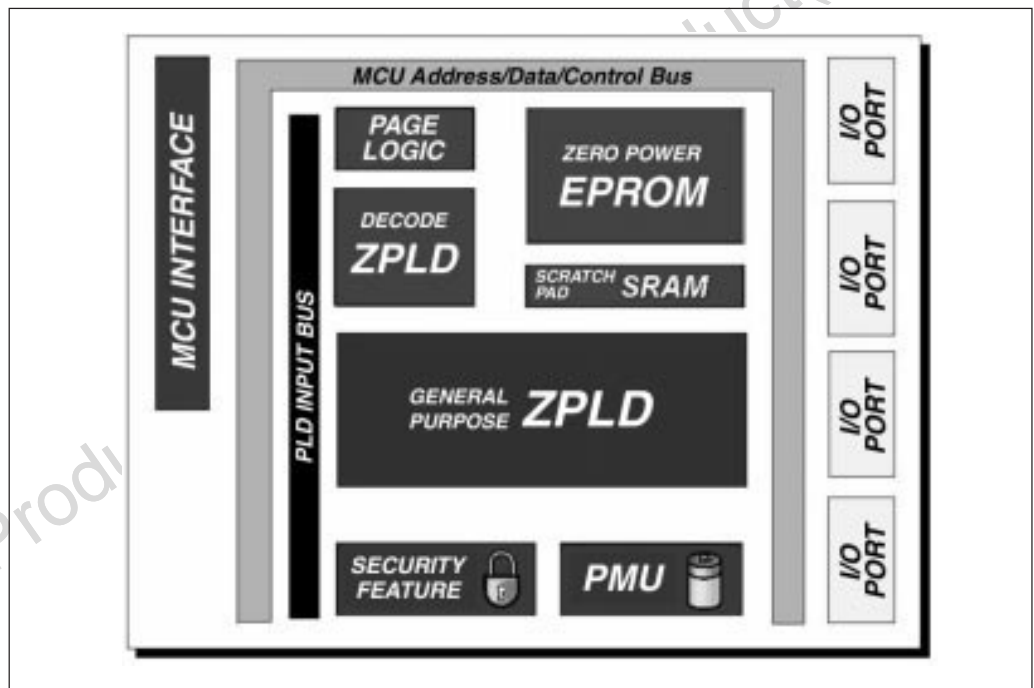 MCU Address/Data/Control Bus
MCU INTERFACE
PLD INPUT BUS
PAGE
LOGIC
DECODE
ZPLD
ZERO POWER
EPROM
SCRATCH
PAD
SRAM
GENERAL
PURPOSE
ZPLD
SECURITY
FEATURE
PMU
I/O
PORT
I/O
PORT
I/O
PORT
I/O
PORT